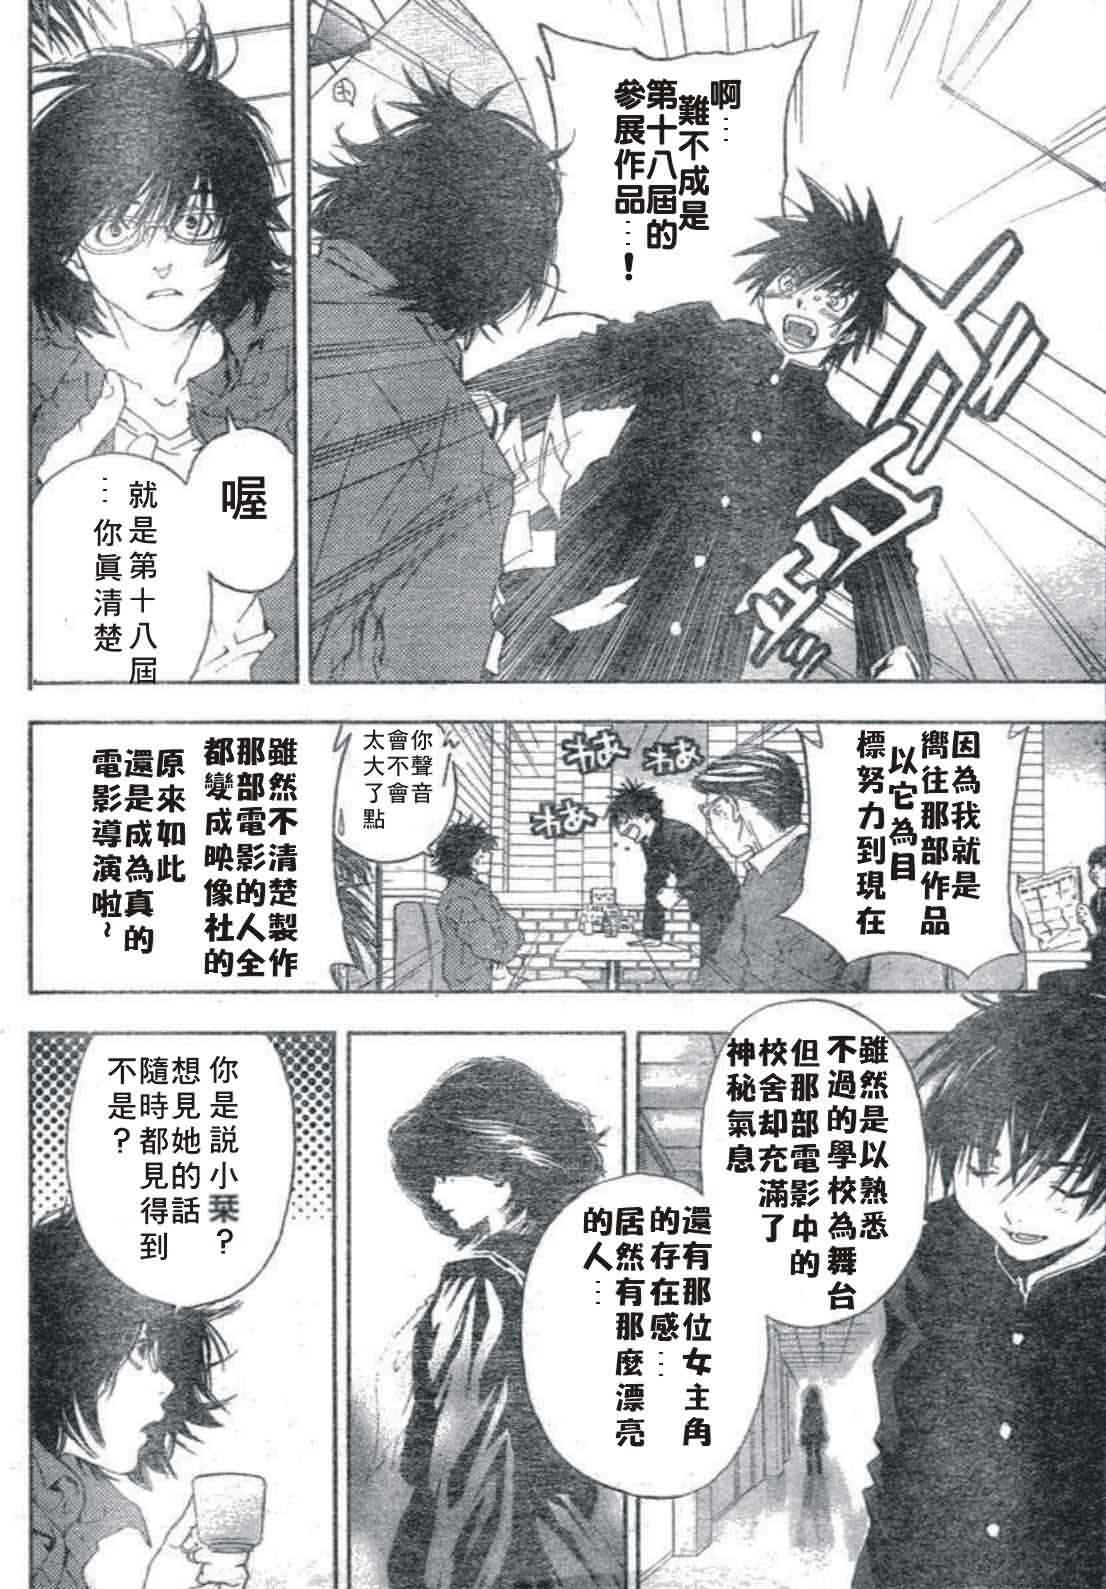 啊…
難不成是
第十八屆的
參展作品…！
喔
就是第十八屆
…你真清楚
因為我就是
嚮往那部作品
以它為目
標努力到現在
わあ
わあ
わあ
你聲音
會不會
太大了
點
雖然不清楚製作
那部電影的人全
都變成映像社的
原來如此
還是成為真的
電影導演啦~
雖然是以熟悉
不過的學校為舞台
但那部電影中的
校舍却充滿了
神秘氣息
還有那位女主角
的存在感…
居然有那麼漂亮
的人…
你是説小栞？
想見她的話
隨時都見得到
不是？